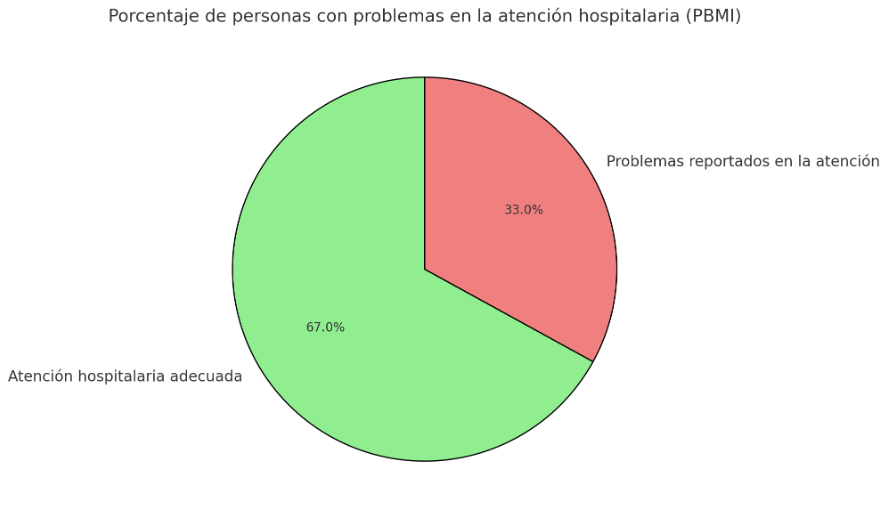 Porcentaje de personas con problemas en la atención hospitalaria (PBMI)
Problemas reportados en la atención
33.0%
67.0%
Atención hospitalaria adecuada